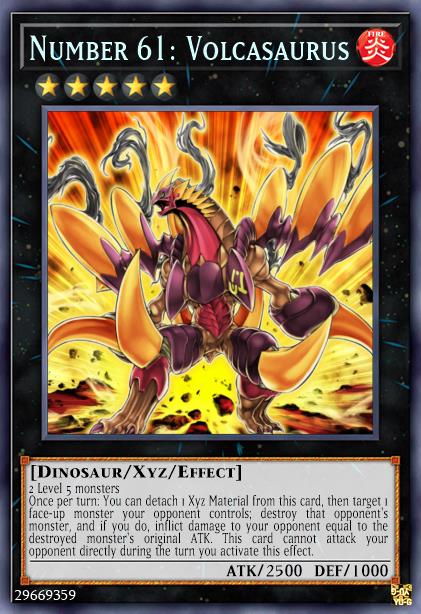 Number 61: Volcasaurus
FIRE
炎
61
[Dinosaur/Xyz/Effect]
2 Level 5 monsters
Once per turn: You can detach 1 Xyz Material from this card, then target 1
face-up monster your opponent controls; destroy that opponent's
monster, and if you do, inflict damage to your opponent equal to the
destroyed monster's original ATK. This card cannot attack your
opponent directly during the turn you activate this effect.
ATK/2500 DEF/1000
29669359